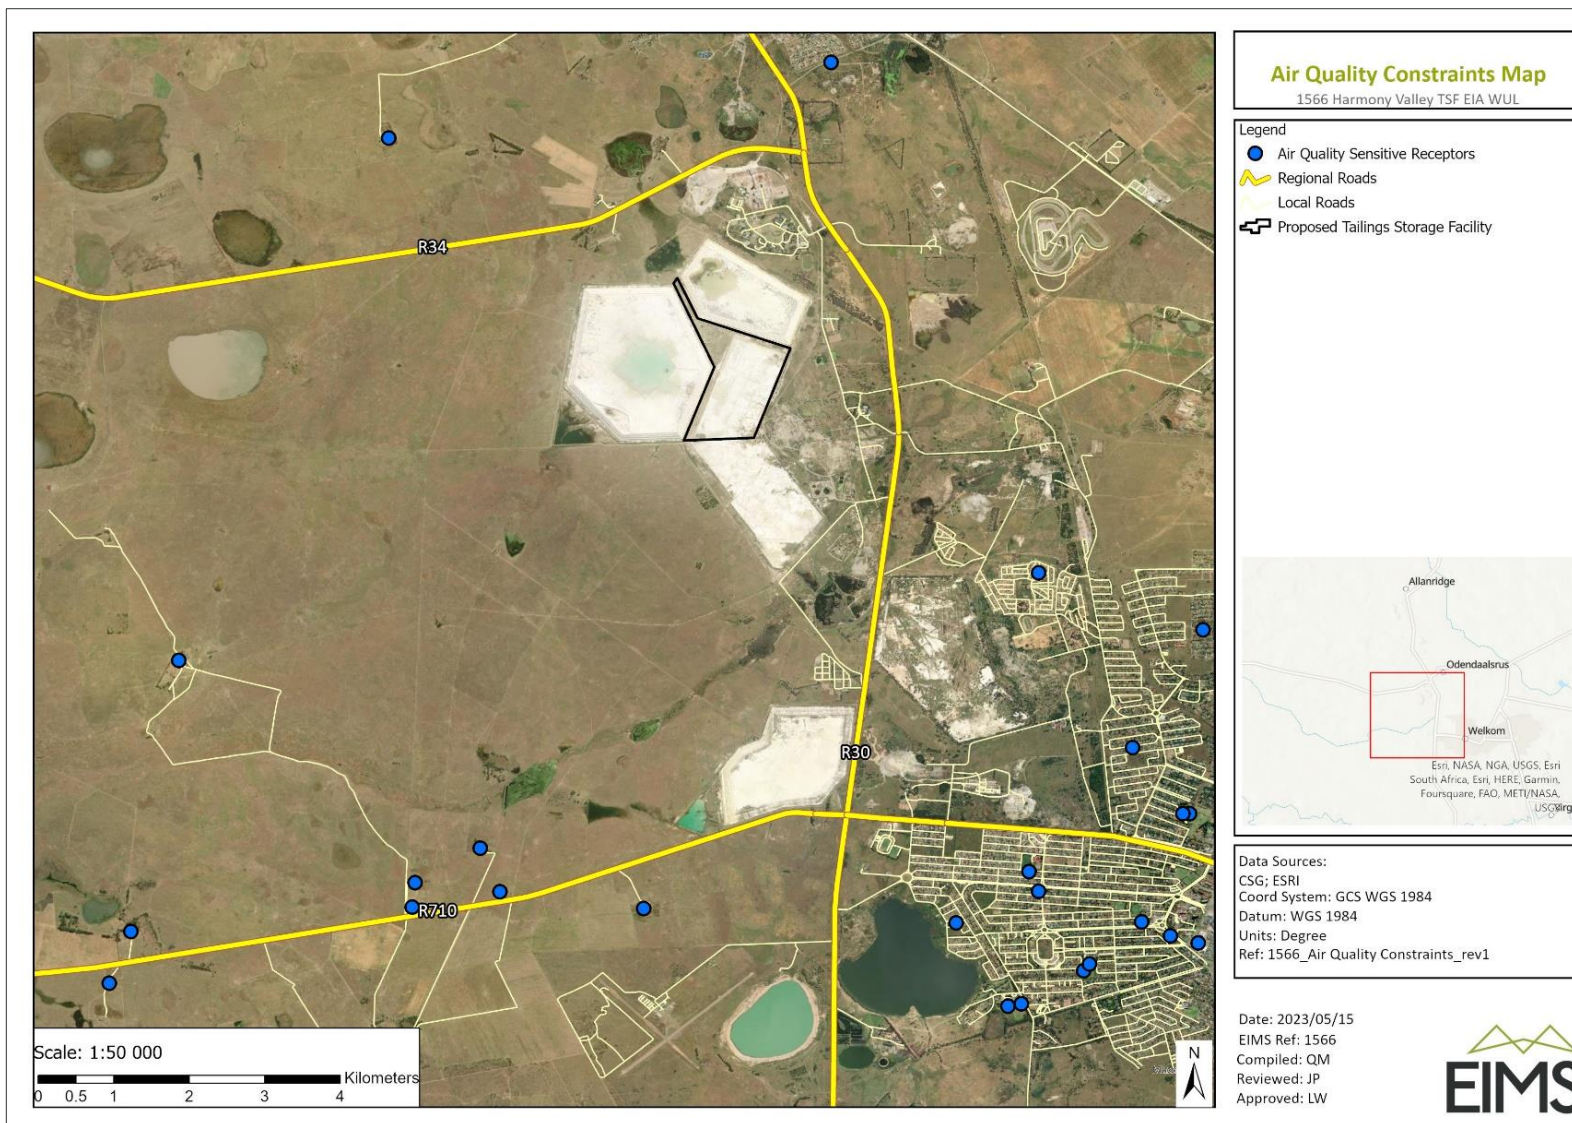 Air Quality Constraints Map
1566 Harmony Valley TSF EIA WUL
Legend
Air Quality Sensitive Receptors
Regional Roads
Local Roads
Proposed Tailings Storage Facility
R34
R30
R710
Allanridge
Odendaalsrus
Welkom
Esri, NASA, NGA, USGS, Esri
South Africa, Esri, HERE, Garmin,
Foursquare, FAO, METI/NASA,
Data Sources:
CSG; ESRI
Coord System: GCS WGS 1984
Datum: WGS 1984
Units: Degree
Ref: 1566_Air Quality Constraints_rev1
Date: 2023/05/15
EIMS Ref: 1566
Compiled: QM
Reviewed: JP
Approved: LW
EIMS
N
Scale: 1:50 000
Kilometers
0 0.5 1 2 3 4